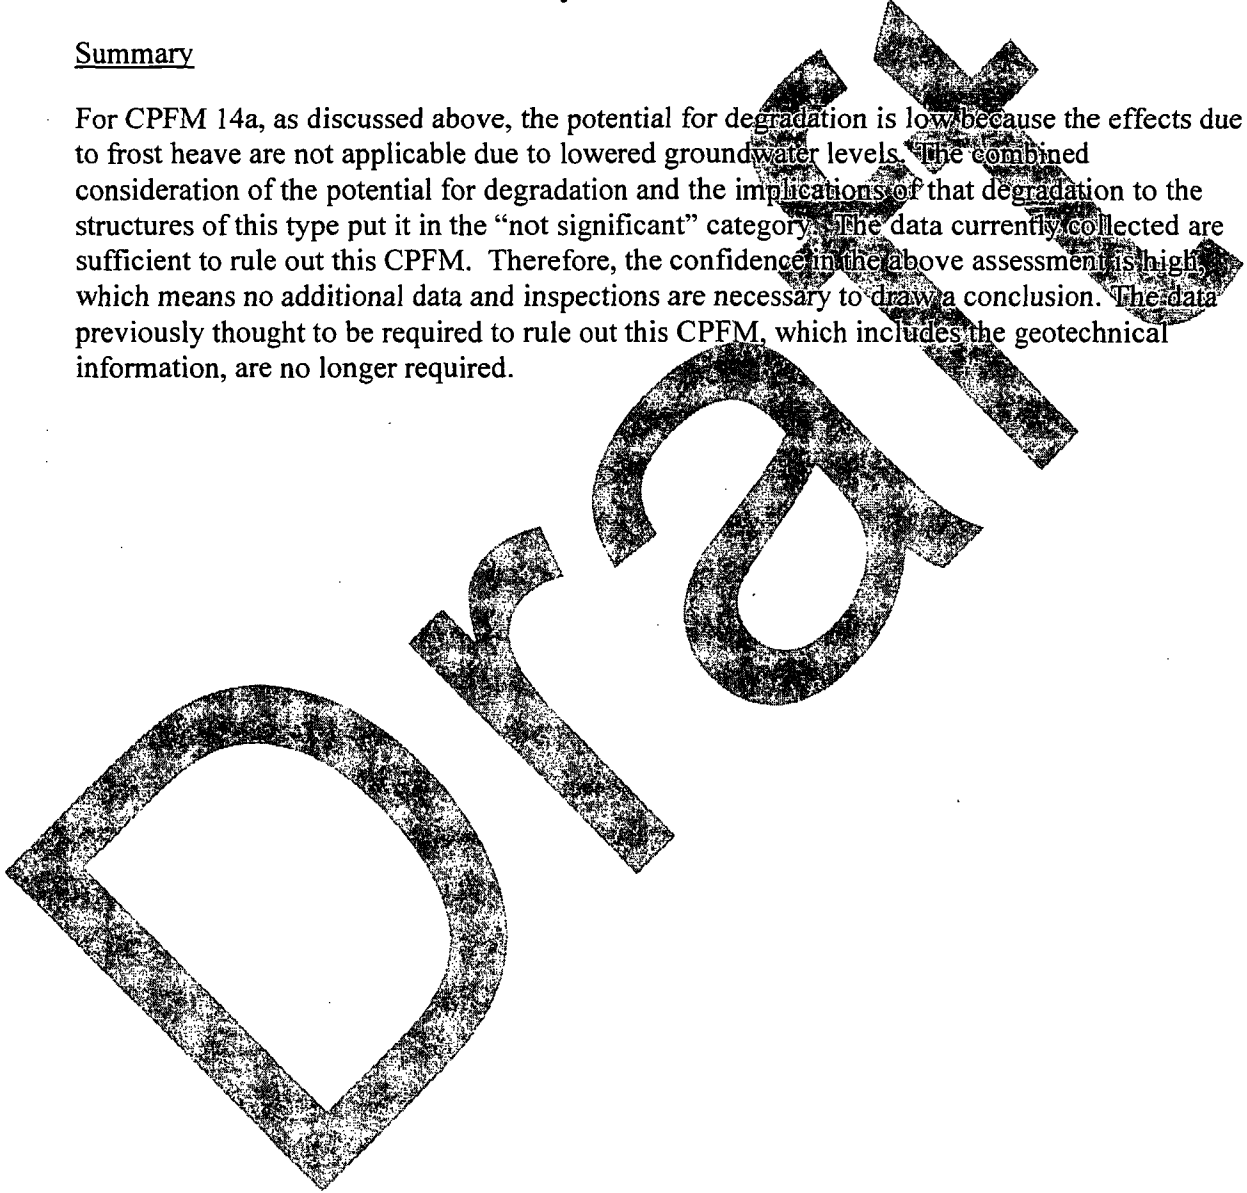 Summary
For CPFM 14a, as discussed above, the potential for degradation is low because the effects due
to frost heave are not applicable due to lowered groundwater levels. The combined
consideration of the potential for degradation and the implications of that degradation to the
structures of this type put it in the “not significant” category. The data currently collected are
sufficient to rule out this CPFM. Therefore, the confidence in the above assessment is high,
which means no additional data and inspections are necessary to draw a conclusion. The data
previously thought to be required to rule out this CPFM, which includes the geotechnical
information, are no longer required.
Draft